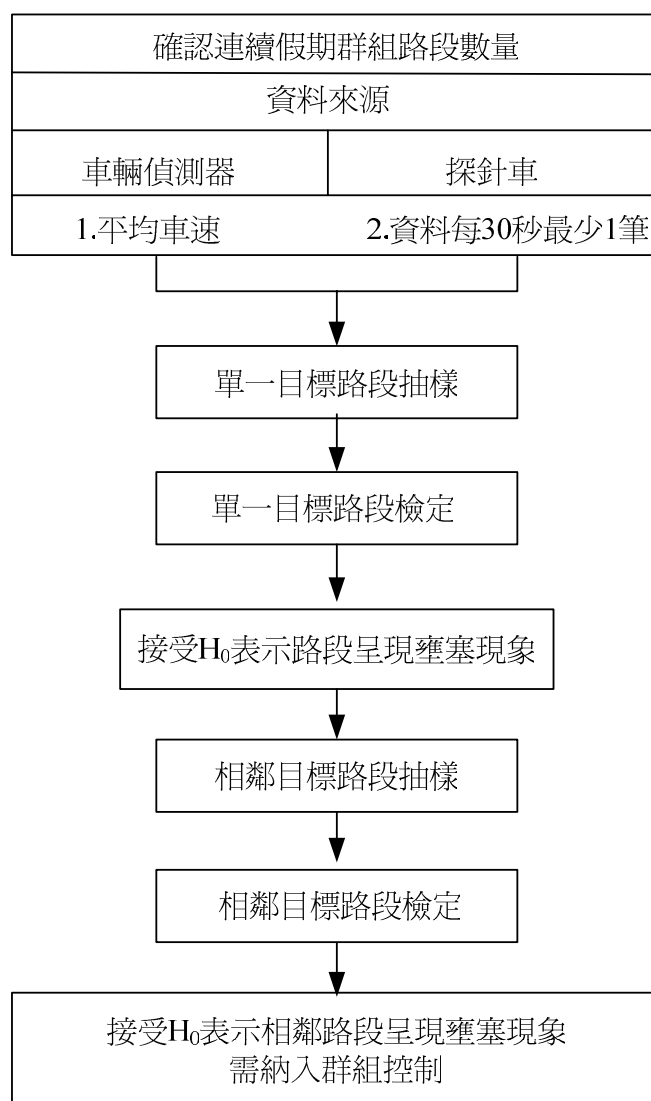 確認連續假期群組路段數量
資料來源
車輛偵測器
探針車
1.平均車速
2.資料每30秒最少1筆
單一目標路段抽樣
單一目標路段檢定
接受H₀表示路段呈現壅塞現象
相鄰目標路段抽樣
相鄰目標路段檢定
接受H₀表示相鄰路段呈現壅塞現象
需納入群組控制